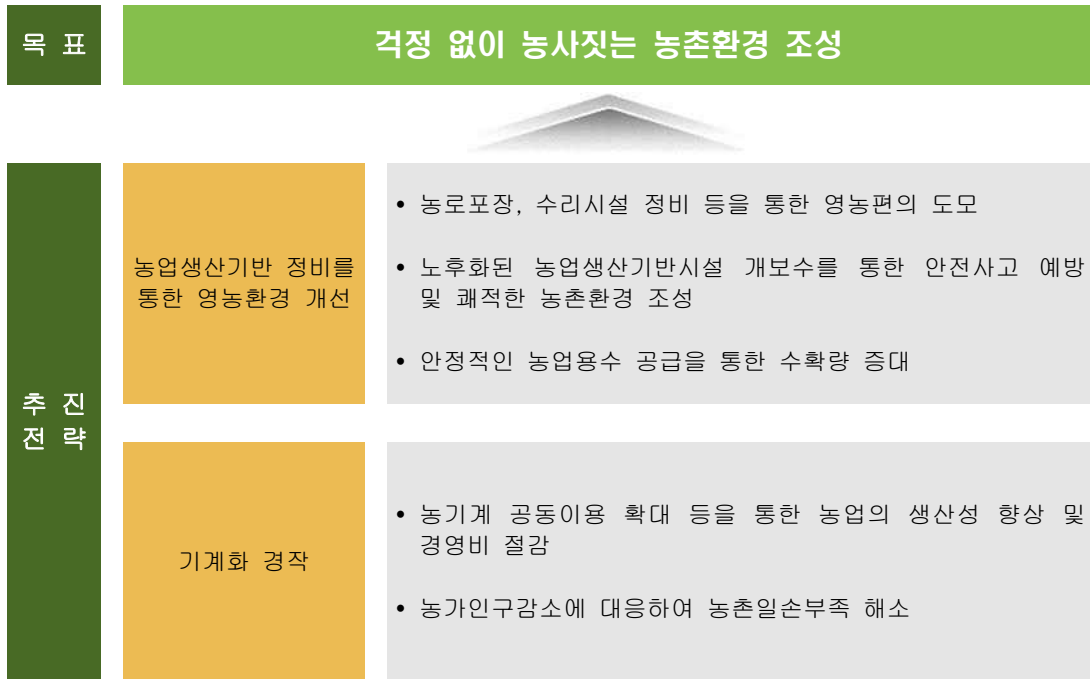 목 표
걱정 없이 농사짓는 농촌환경 조성
추 진
전 략
농업생산기반 정비를
통한 영농환경 개선
• 농로포장, 수리시설 정비 등을 통한 영농편의 도모
• 노후화된 농업생산기반시설 개보수를 통한 안전사고 예방
및 쾌적한 농촌환경 조성
• 안정적인 농업용수 공급을 통한 수확량 증대
기계화 경작
• 농기계 공동이용 확대 등을 통한 농업의 생산성 향상 및
경영비 절감
• 농가인구감소에 대응하여 농촌일손부족 해소